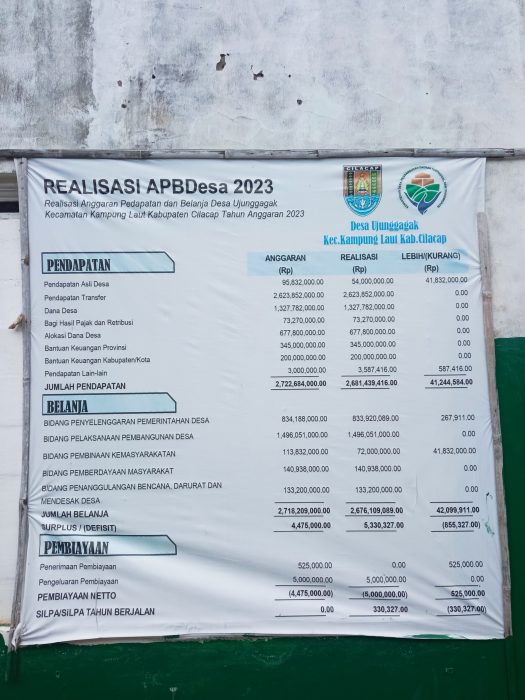 REALISASI APBDesa 2023
Realisasi Anggaran Pedapatan dan Belanja Desa Ujunggagak
Kecamatan Kampung Laut Kabupaten Cilacap Tahun Anggaran 2023
CILACAP
Desa Ujunggagak
Kec.Kampung Laut Kab.Cilacap
PENDAPATAN ANGGARAN (Rp) REALISASI (Rp) LEBIH/(KURANG) (Rp)
Pendapatan Asli Desa 95,832,000.00 54,000,000.00 41,832,000.00
Pendapatan Transfer 2,623,852,000.00 2,623,852,000.00 0.00
Dana Desa 1,327,782,000.00 1,327,782,000.00 0.00
Bagi Hasil Pajak dan Retribusi 73,270,000.00 73,270,000.00 0.00
Alokasi Dana Desa 677,800,000.00 677,800,000.00 0.00
Bantuan Keuangan Provinsi 345,000,000.00 345,000,000.00 0.00
Bantuan Keuangan Kabupaten/Kota 200,000,000.00 200,000,000.00 0.00
Pendapatan Lain-lain 3,000,000.00 3,587,416.00 587,416.00
JUMLAH PENDAPATAN 2,722,684,000.00 2,681,439,416.00 41,244,584.00
BELANJA
BIDANG PENYELENGGARAN PEMERINTAHAN DESA 834,188,000.00 833,920,089.00 267,911.00
BIDANG PELAKSANAAN PEMBANGUNAN DESA 1,496,051,000.00 1,496,051,000.00 0.00
BIDANG PEMBINAAN KEMASYARAKATAN 113,832,000.00 72,000,000.00 41,832,000.00
BIDANG PEMBERDAYAAN MASYARAKAT 140,938,000.00 140,938,000.00 0.00
BIDANG PENANGGULANGAN BENCANA, DARURAT DAN
MENDESAK DESA 133,200,000.00 133,200,000.00 0.00
JUMLAH BELANJA 2,718,209,000.00 2,676,109,089.00 42,099,911.00
SURPLUS / (DEFISIT) 4,475,000.00 5,330,327.00 (855,327.00)
PEMBIAYAAN
Penerimaan Pembiayaan 525,000.00 0.00 525,000.00
Pengeluaran Pembiayaan 5,000,000.00 5,000,000.00 0.00
PEMBIAYAAN NETTO (4,475,000.00) (5,000,000.00) 525,000.00
SILPA/SILPA TAHUN BERJALAN 0.00 330,327.00 (330,327.00)